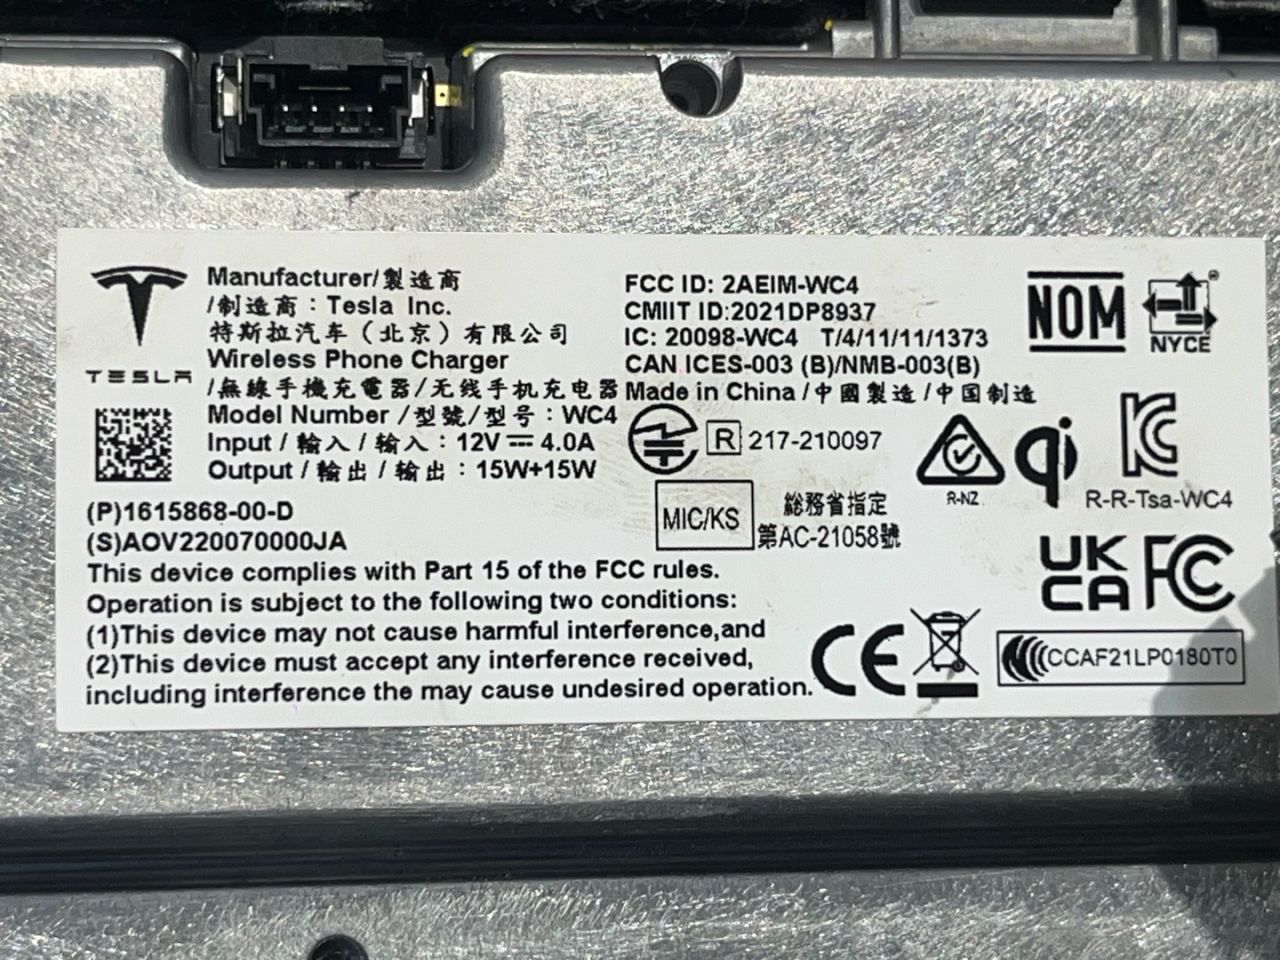 Manufacturer/製造商
/制造商：Tesla Inc.
特斯拉汽车（北京）有限公司
Wireless Phone Charger
/無線手機充電器/无线手机充电器
Model Number /型號/型号：WC4
Input / 輸入 / 输入：12V ⎓ 4.0A
Output / 輸出 / 输出：15W+15W
TESLA
(P)1615868-00-D
(S)AOV220070000JA
This device complies with Part 15 of the FCC rules.
Operation is subject to the following two conditions:
(1)This device may not cause harmful interference,and
(2)This device must accept any interference received,
including interference the may cause undesired operation.
FCC ID: 2AEIM-WC4
CMIIT ID:2021DP8937
IC: 20098-WC4 T/4/11/11/1373
CAN ICES-003 (B)/NMB-003(B)
Made in China /中國製造 /中国制造
R 217-210097
MIC/KS
総務省指定
第AC-21058號
NOM
NYCE
R-NZ
qi
KC
R-R-Tsa-WC4
UK
CA
FC
CE
CCAF21LP0180T0